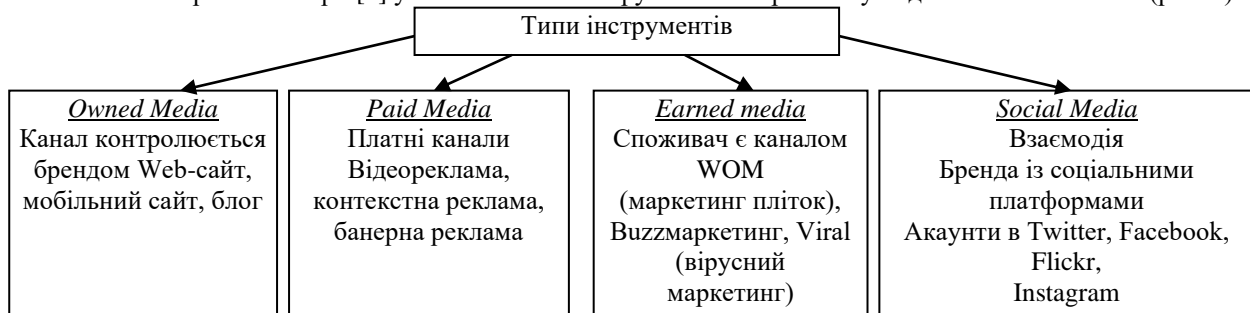 Типи інструментів
Owned Media
Канал контролюється
брендом Web-сайт,
мобільний сайт, блог
Paid Media
Платні канали
Відеореклама,
контекстна реклама,
банерна реклама
Earned media
Споживач є каналом
WOM
(маркетинг пліток),
Buzzмаркетинг, Viral
(вірусний
маркетинг)
Social Media
Взаємодія
Бренда із соціальними
платформами
Акаунти в Twitter, Facebook,
Flickr,
Instagram